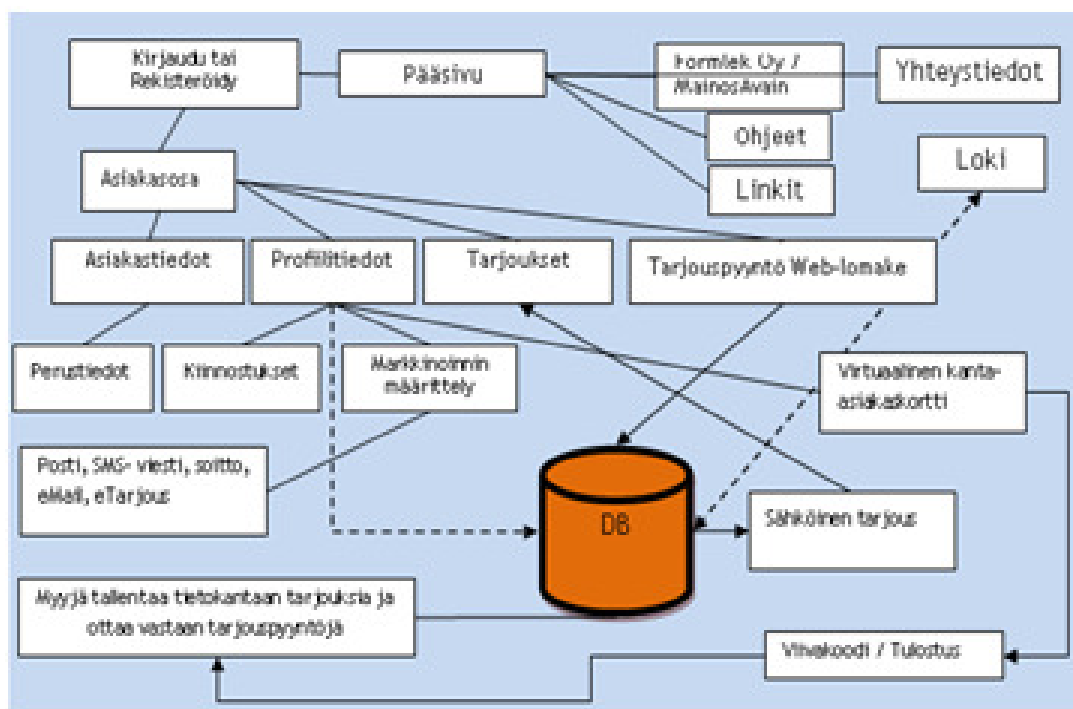 Kirjaudu tai
Rekisteröidy
Pääsivu
Formlek Oy /
MainosAvain
Yhteystiedot
Ohjeet
Linkit
Loki
Asiakasosa
Asiakastiedot
Profiilitiedot
Tarjoukset
Tarjouspyyntö Web-lomake
Perustiedot
Kiinnostukset
Markkinoinnin
määrittely
Virtuaalinen kanta-
asiakaskortti
Posti, SMS- viesti, soitto,
eMail, eTarjous
DB
Sähköinen tarjous
Myyjä tallentaa tietokantaan tarjouksia ja
ottaa vastaan tarjouspyyntöjä
Viivakoodi / Tulostus